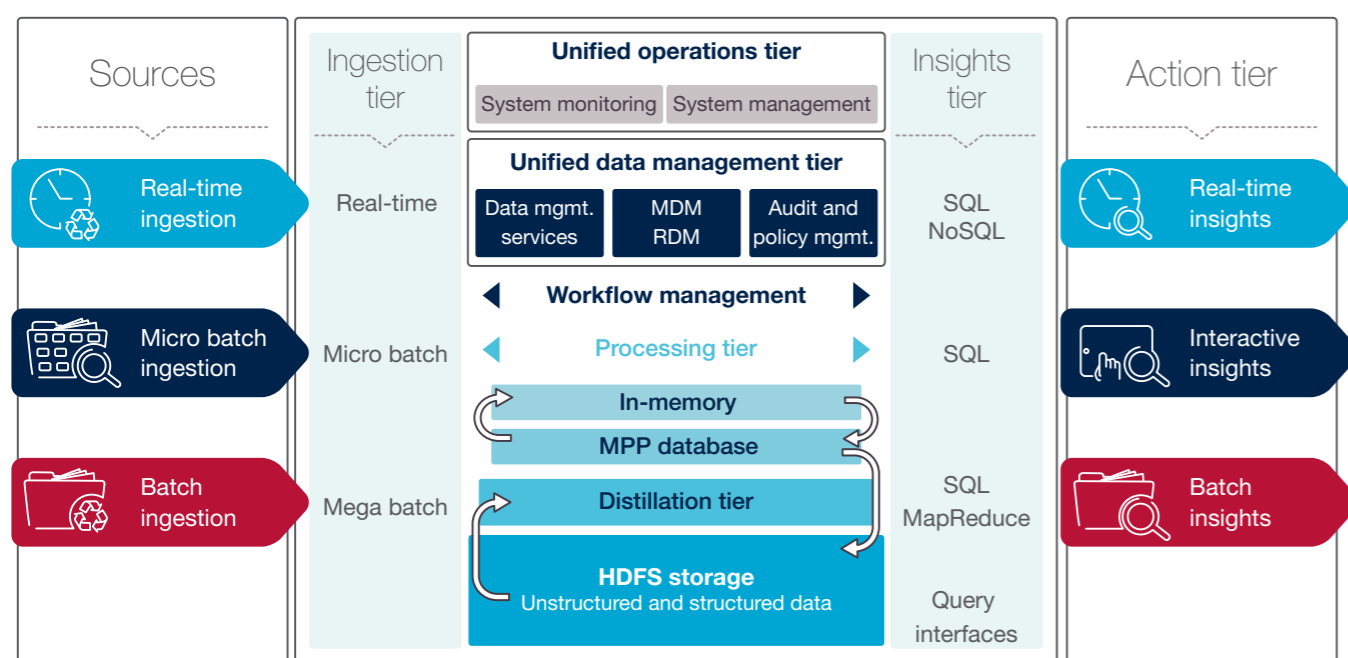 Sources
Real-time
ingestion
Micro batch
ingestion
Batch
ingestion
Ingestion
tier
Real-time
Micro batch
Mega batch
Unified operations tier
System monitoring
System management
Unified data management tier
Data mgmt.
services
MDM
RDM
Audit and
policy mgmt.
Workflow management
Processing tier
In-memory
MPP database
Distillation tier
HDFS storage
Unstructured and structured data
Insights
tier
SQL
NoSQL
SQL
SQL
MapReduce
Query
interfaces
Action tier
Real-time
insights
Interactive
insights
Batch
insights